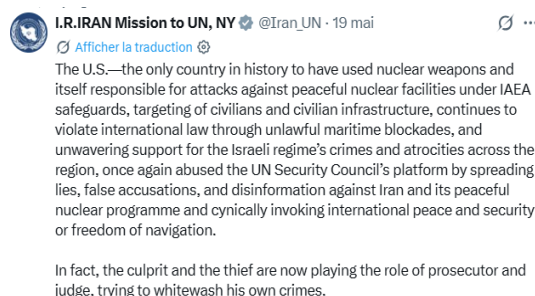 I.R.IRAN Mission to UN, NY @Iran_UN · 19 mai
Afficher la traduction
The U.S.—the only country in history to have used nuclear weapons and
itself responsible for attacks against peaceful nuclear facilities under IAEA
safeguards, targeting of civilians and civilian infrastructure, continues to
violate international law through unlawful maritime blockades, and
unwavering support for the Israeli regime's crimes and atrocities across the
region, once again abused the UN Security Council's platform by spreading
lies, false accusations, and disinformation against Iran and its peaceful
nuclear programme and cynically invoking international peace and security
or freedom of navigation.
In fact, the culprit and the thief are now playing the role of prosecutor and
judge, trying to whitewash his own crimes.